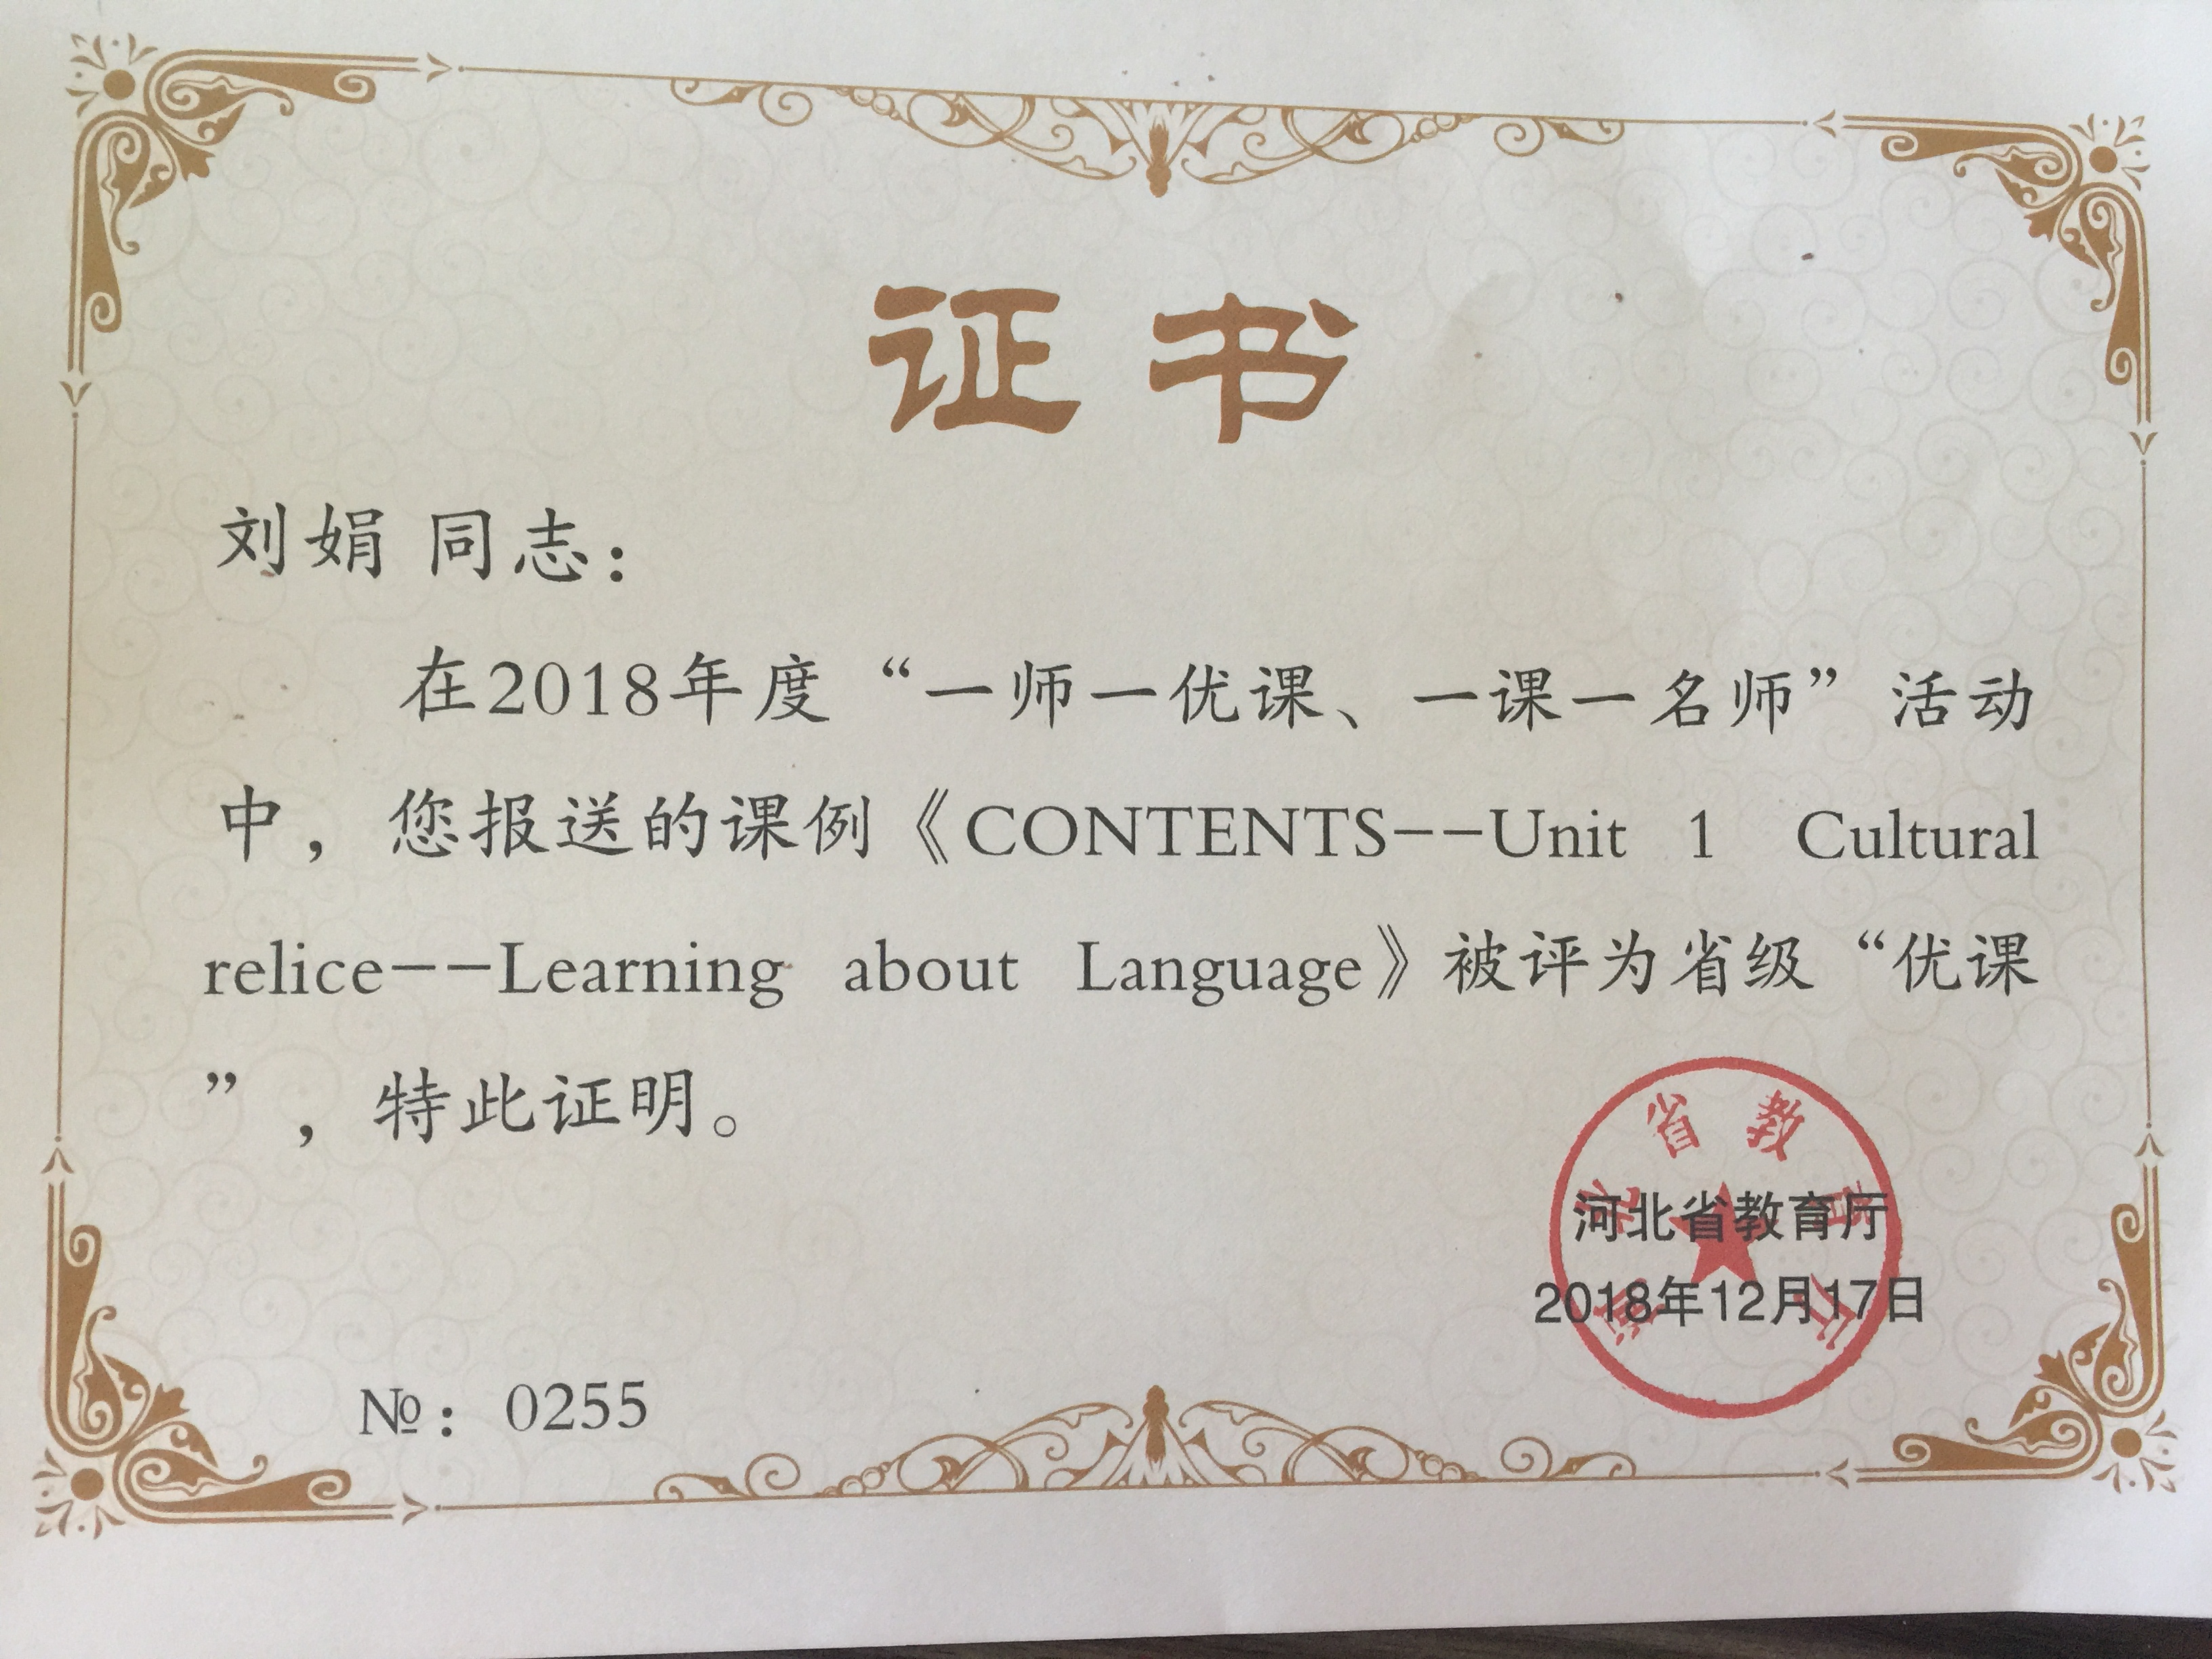 证书
刘娟 同志：
在2018年度“一师一优课、一课一名师”活动
中，您报送的课例《CONTENTS--Unit 1 Cultural
relice--Learning about Language》被评为省级“优课
”，特此证明。
省教
河北省教育厅
2018年12月17日
№：0255